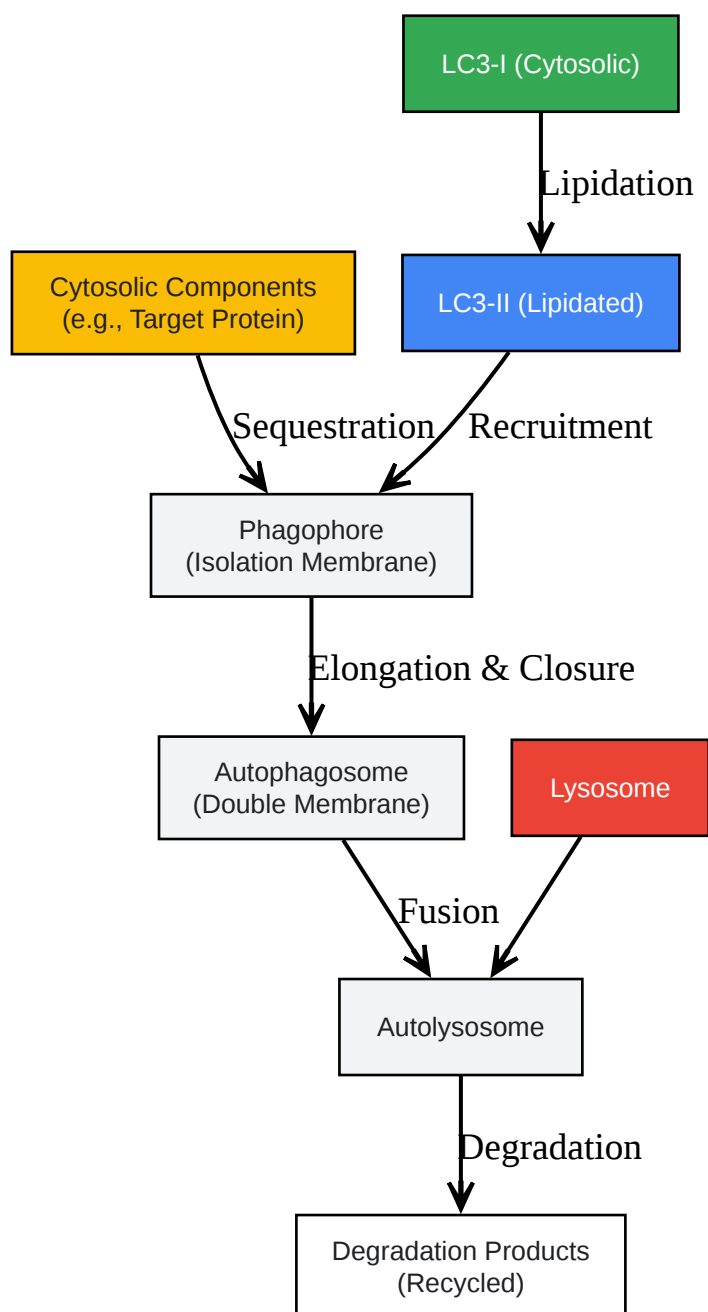 LC3-I (Cytosolic)
Lipidation
Cytosolic Components
(e.g., Target Protein)
LC3-II (Lipidated)
Sequestration
Recruitment
Phagophore
(Isolation Membrane)
Elongation & Closure
Autophagosome
(Double Membrane)
Lysosome
Fusion
Autolysosome
Degradation
Degradation Products
(Recycled)